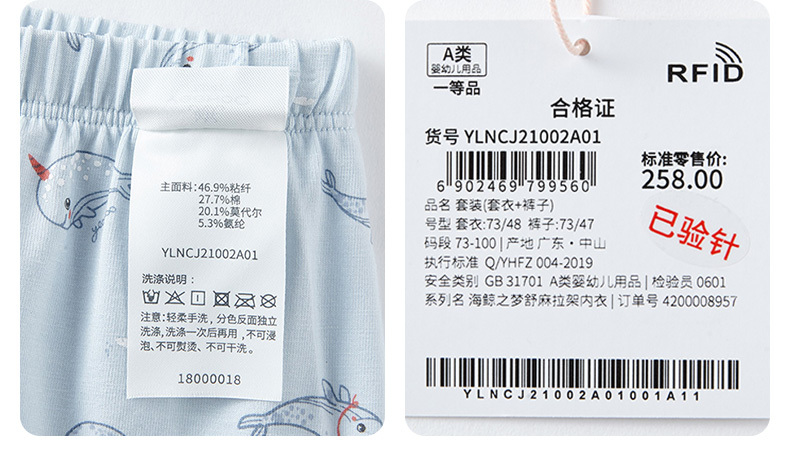 主面料:46.9%粘纤
27.7%棉
20.1%莫代尔
5.3%氨纶
YLNCJ21002A01
洗涤说明：
注意:轻柔手洗，分色反面独立
洗涤,洗涤一次后再用,不可浸
泡、不可熨烫、不可干洗。
18000018
A类
婴幼儿用品
一等品
RFID
合格证
货号 YLNCJ21002A01
6 902469 799560
标准零售价:
258.00
品名 套装(套衣+裤子)
号型 套衣:73/48 裤子:73/47
码段 73-100 | 产地 广东·中山
执行标准 Q/YHFZ 004-2019
安全类别 GB 31701 A类婴幼儿用品 | 检验员 0601
系列名 海鲸之梦舒麻拉架内衣 | 订单号 4200008957
已验针
YLNCJ21002A01001A11